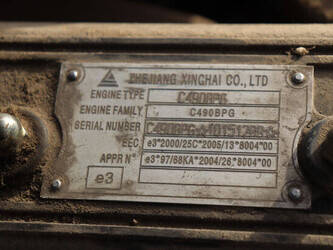 ZHEJIANG XINGHAI CO., LTD
ENGINE TYPE C490BPG
ENGINE FAMILY C490BPG
SERIAL NUMBER
EEC e3*2000/25C*2005/13*8004*00
APPR N° e3*97/68KA*2004/26*8004*00
e3